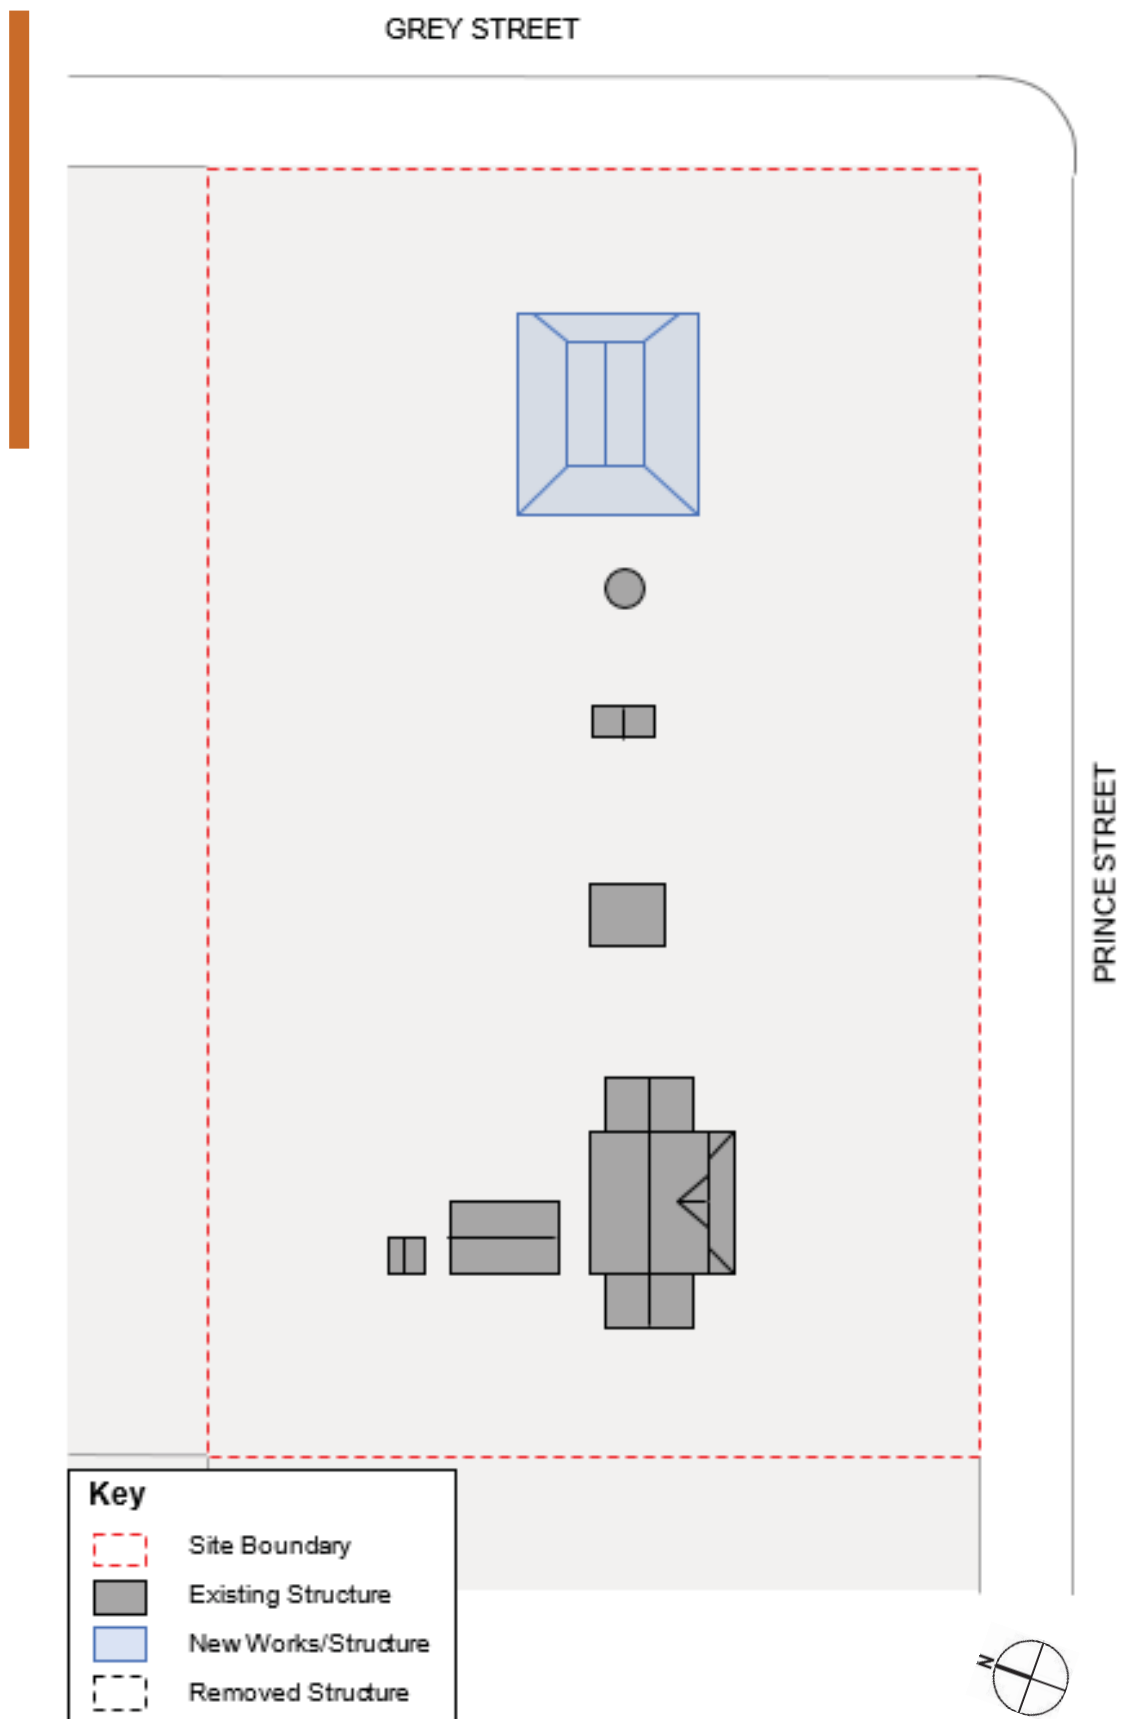 GREY STREET
PRINCE STREET
Key
Site Boundary
Existing Structure
New Works/Structure
Removed Structure
N